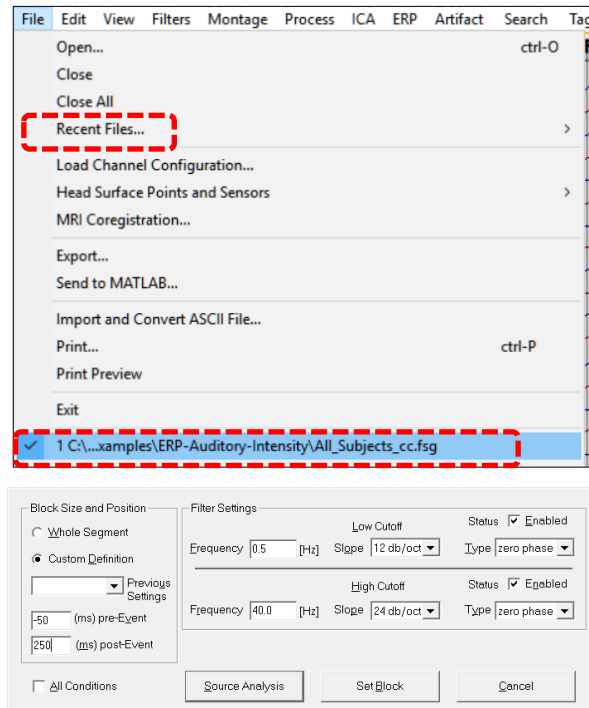 File Edit View Filters Montage Process ICA ERP Artifact Search
Open... ctrl-O
Close
Close All
Recent Files...
Load Channel Configuration...
Head Surface Points and Sensors
MRI Coregistration...
Export...
Send to MATLAB...
Import and Convert ASCII File...
Print... ctrl-P
Print Preview
Exit
1 C:\...xamples\ERP-Auditory-Intensity\All_Subjects_cc.fsg
Block Size and Position
Whole Segment
Custom Definition
Previous
Settings
-50 (ms) pre-Event
250 (ms) post-Event
All Conditions
Filter Settings
Low Cutoff Status Enabled
Frequency 0.5 [Hz] Slope 12 db/oct Type zero phase
High Cutoff Status Enabled
Frequency 40.0 [Hz] Slope 24 db/oct Type zero phase
Source Analysis Set Block Cancel